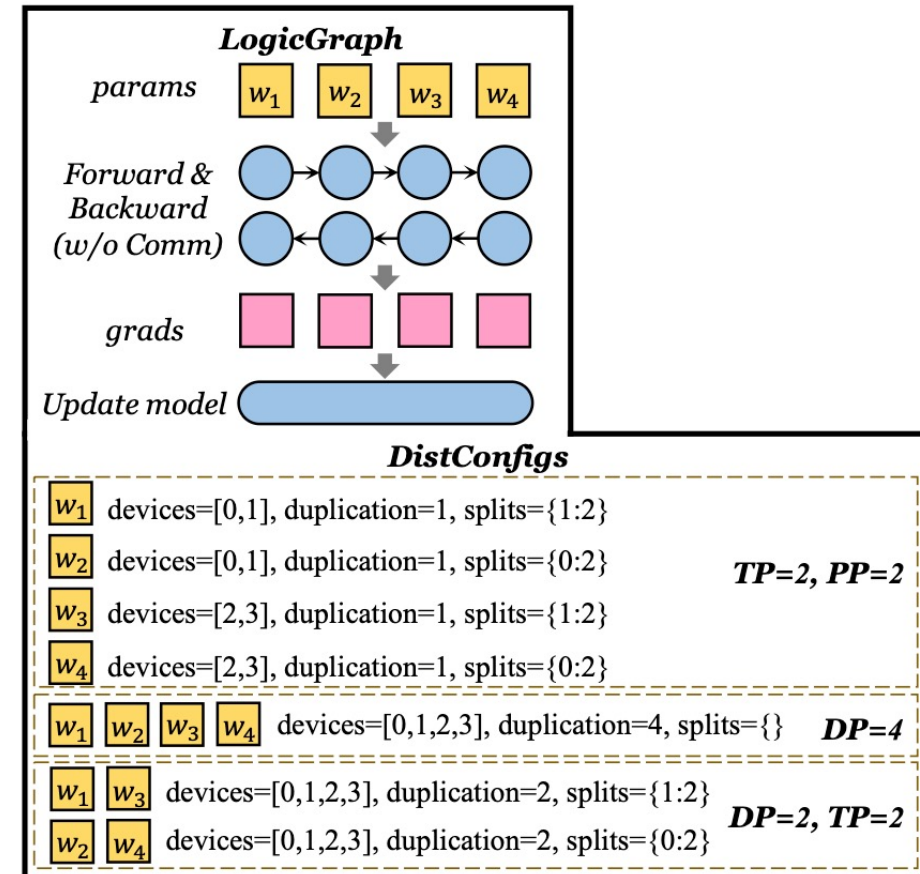 LogicGraph
params w₁ w₂ w₃ w₄
Forward &
Backward
(w/o Comm)
grads
Update model
DistConfigs
w₁ devices=[0,1], duplication=1, splits={1:2}
w₂ devices=[0,1], duplication=1, splits={0:2}
TP=2, PP=2
w₃ devices=[2,3], duplication=1, splits={1:2}
w₄ devices=[2,3], duplication=1, splits={0:2}
w₁ w₂ w₃ w₄ devices=[0,1,2,3], duplication=4, splits={} DP=4
w₁ w₃ devices=[0,1,2,3], duplication=2, splits={1:2}
DP=2, TP=2
w₂ w₄ devices=[0,1,2,3], duplication=2, splits={0:2}